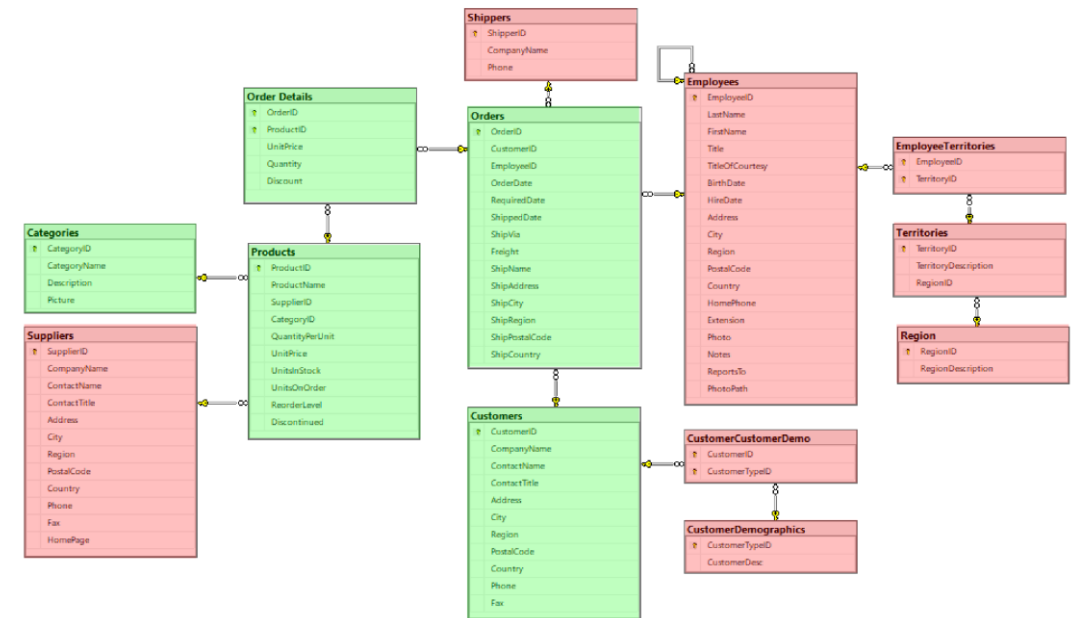 Shippers
ShipperID
CompanyName
Phone
Employees
EmployeeID
LastName
FirstName
Title
TitleOfCourtesy
BirthDate
HireDate
Address
City
Region
PostalCode
Country
HomePhone
Extension
Photo
Notes
ReportsTo
PhotoPath
Order Details
OrderID
ProductID
UnitPrice
Quantity
Discount
Orders
OrderID
CustomerID
EmployeeID
OrderDate
RequiredDate
ShippedDate
ShipVia
Freight
ShipName
ShipAddress
ShipCity
ShipRegion
ShipPostalCode
ShipCountry
EmployeeTerritories
EmployeeID
TerritoryID
Categories
CategoryID
CategoryName
Description
Picture
Products
ProductID
ProductName
SupplierID
CategoryID
QuantityPerUnit
UnitPrice
UnitsInStock
UnitsOnOrder
ReorderLevel
Discontinued
Territories
TerritoryID
TerritoryDescription
RegionID
Suppliers
SupplierID
CompanyName
ContactName
ContactTitle
Address
City
Region
PostalCode
Country
Phone
Fax
HomePage
Region
RegionID
RegionDescription
Customers
CustomerID
CompanyName
ContactName
ContactTitle
Address
City
Region
PostalCode
Country
Phone
Fax
CustomerCustomerDemo
CustomerID
CustomerTypeID
CustomerDemographics
CustomerTypeID
CustomerDesc